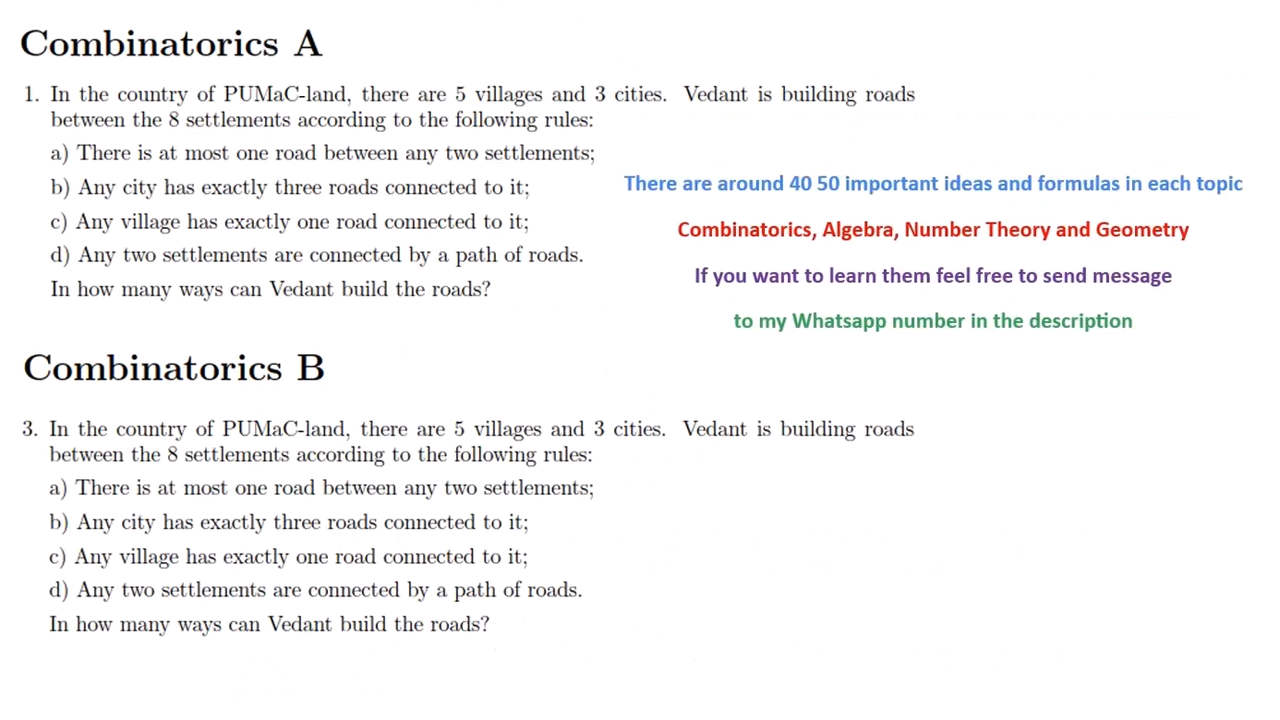 Combinatorics A
1. In the country of PUMaC-land, there are 5 villages and 3 cities. Vedant is building roads
between the 8 settlements according to the following rules:
a) There is at most one road between any two settlements;
b) Any city has exactly three roads connected to it;
c) Any village has exactly one road connected to it;
d) Any two settlements are connected by a path of roads.
In how many ways can Vedant build the roads?
There are around 40 50 important ideas and formulas in each topic
Combinatorics, Algebra, Number Theory and Geometry
If you want to learn them feel free to send message
to my Whatsapp number in the description
Combinatorics B
3. In the country of PUMaC-land, there are 5 villages and 3 cities. Vedant is building roads
between the 8 settlements according to the following rules:
a) There is at most one road between any two settlements;
b) Any city has exactly three roads connected to it;
c) Any village has exactly one road connected to it;
d) Any two settlements are connected by a path of roads.
In how many ways can Vedant build the roads?